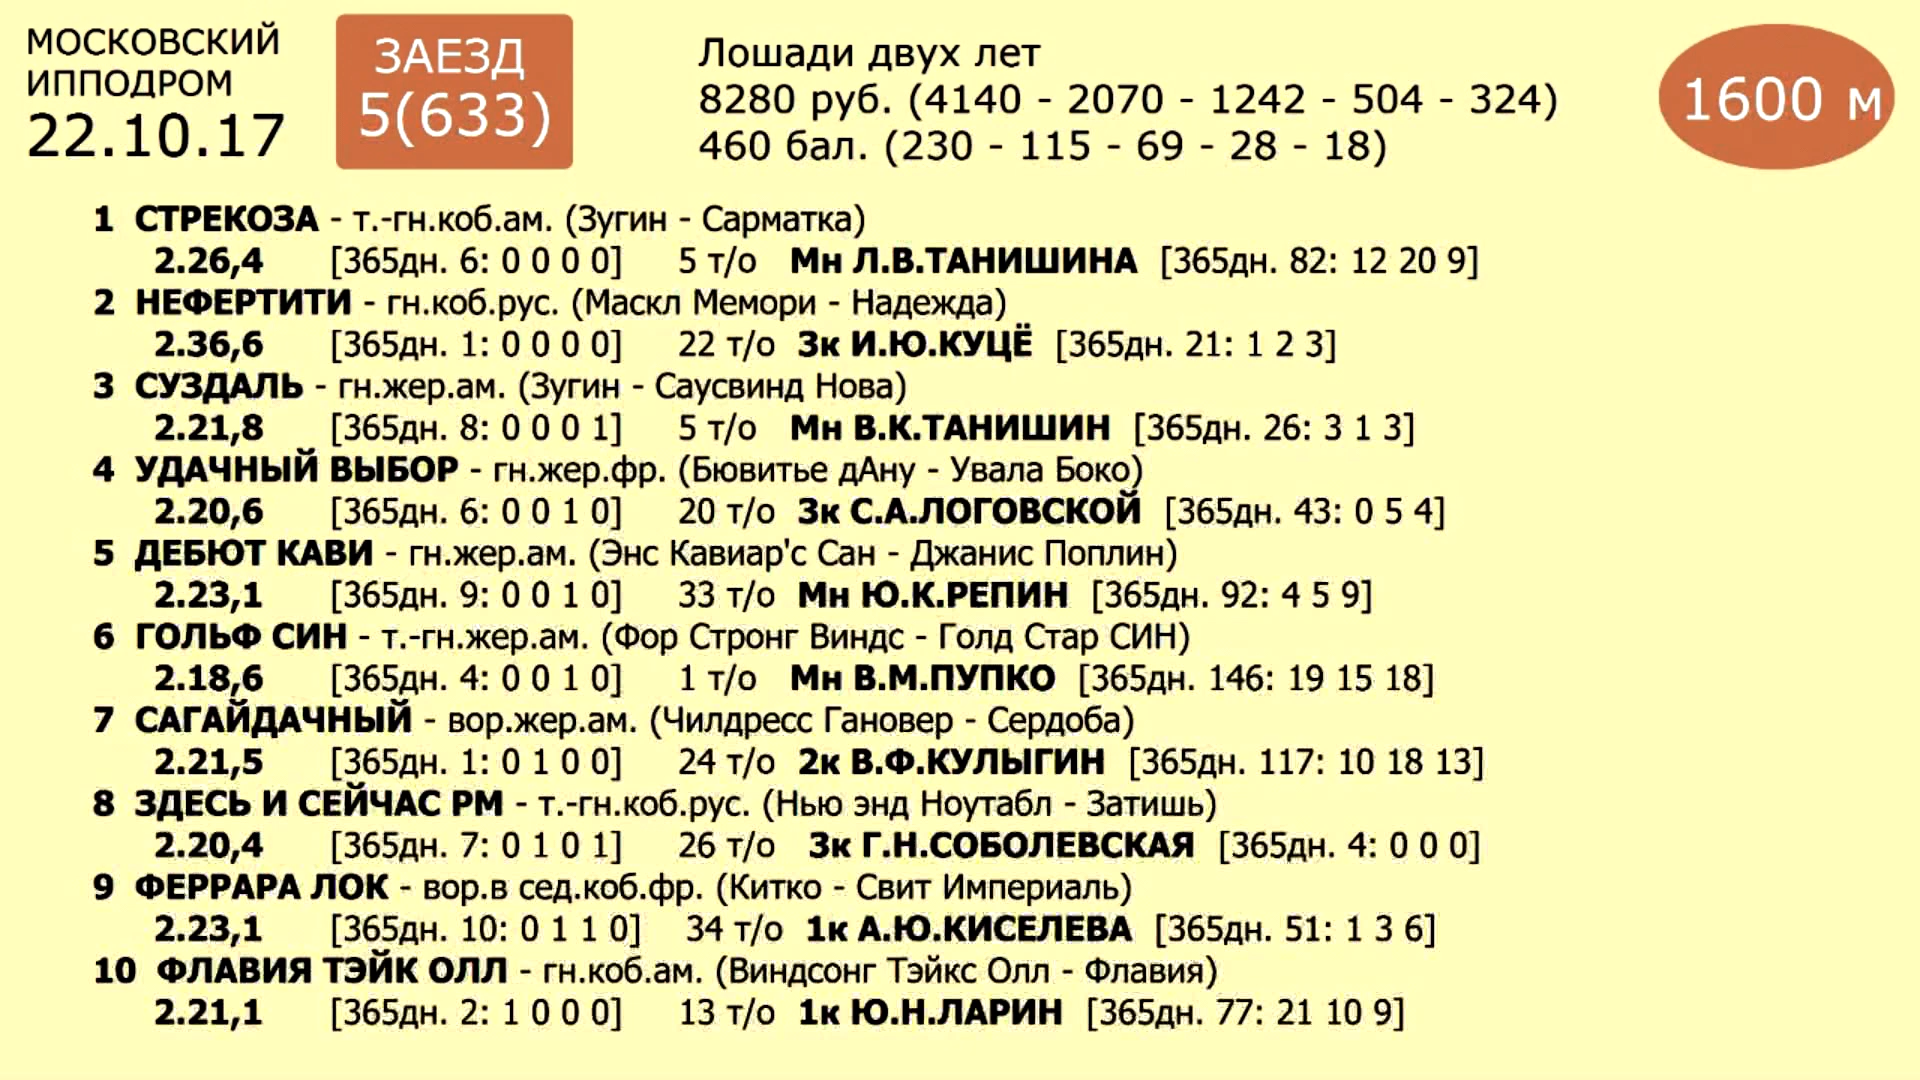 МОСКОВСКИЙ
ИППОДРОМ
22.10.17
ЗАЕЗД
5(633)
Лошади двух лет
8280 руб. (4140 - 2070 - 1242 - 504 - 324)
460 бал. (230 - 115 - 69 - 28 - 18)
1600 м
1 СТРЕКОЗА - т.-гн.коб.ам. (Зугин - Сарматка)
2.26,4 [365дн. 6: 0 0 0 0] 5 т/о Мн Л.В.ТАНИШИНА [365дн. 82: 12 20 9]
2 НЕФЕРТИТИ - гн.коб.рус. (Маскл Мемори - Надежда)
2.36,6 [365дн. 1: 0 0 0 0] 22 т/о 3к И.Ю.КУЦЁ [365дн. 21: 1 2 3]
3 СУЗДАЛЬ - гн.жер.ам. (Зугин - Саусвинд Нова)
2.21,8 [365дн. 8: 0 0 0 1] 5 т/о Мн В.К.ТАНИШИН [365дн. 26: 3 1 3]
4 УДАЧНЫЙ ВЫБОР - гн.жер.фр. (Бювитье дАну - Увала Боко)
2.20,6 [365дн. 6: 0 0 1 0] 20 т/о 3к С.А.ЛОГОВСКОЙ [365дн. 43: 0 5 4]
5 ДЕБЮТ КАВИ - гн.жер.ам. (Энс Кавиар'с Сан - Джанис Поплин)
2.23,1 [365дн. 9: 0 0 1 0] 33 т/о Мн Ю.К.РЕПИН [365дн. 92: 4 5 9]
6 ГОЛЬФ СИН - т.-гн.жер.ам. (Фор Стронг Виндс - Голд Стар СИН)
2.18,6 [365дн. 4: 0 0 1 0] 1 т/о Мн В.М.ПУПКО [365дн. 146: 19 15 18]
7 САГАЙДАЧНЫЙ - вор.жер.ам. (Чилдресс Гановер - Сердоба)
2.21,5 [365дн. 1: 0 1 0 0] 24 т/о 2к В.Ф.КУЛЫГИН [365дн. 117: 10 18 13]
8 ЗДЕСЬ И СЕЙЧАС РМ - т.-гн.коб.рус. (Нью энд Ноутабл - Затишь)
2.20,4 [365дн. 7: 0 1 0 1] 26 т/о 3к Г.Н.СОБОЛЕВСКАЯ [365дн. 4: 0 0 0]
9 ФЕРРАРА ЛОК - вор.в сед.коб.фр. (Китко - Свит Империаль)
2.23,1 [365дн. 10: 0 1 1 0] 34 т/о 1к А.Ю.КИСЕЛЕВА [365дн. 51: 1 3 6]
10 ФЛАВИЯ ТЭЙК ОЛЛ - гн.коб.ам. (Виндсонг Тэйкс Олл - Флавия)
2.21,1 [365дн. 2: 1 0 0 0] 13 т/о 1к Ю.Н.ЛАРИН [365дн. 77: 21 10 9]